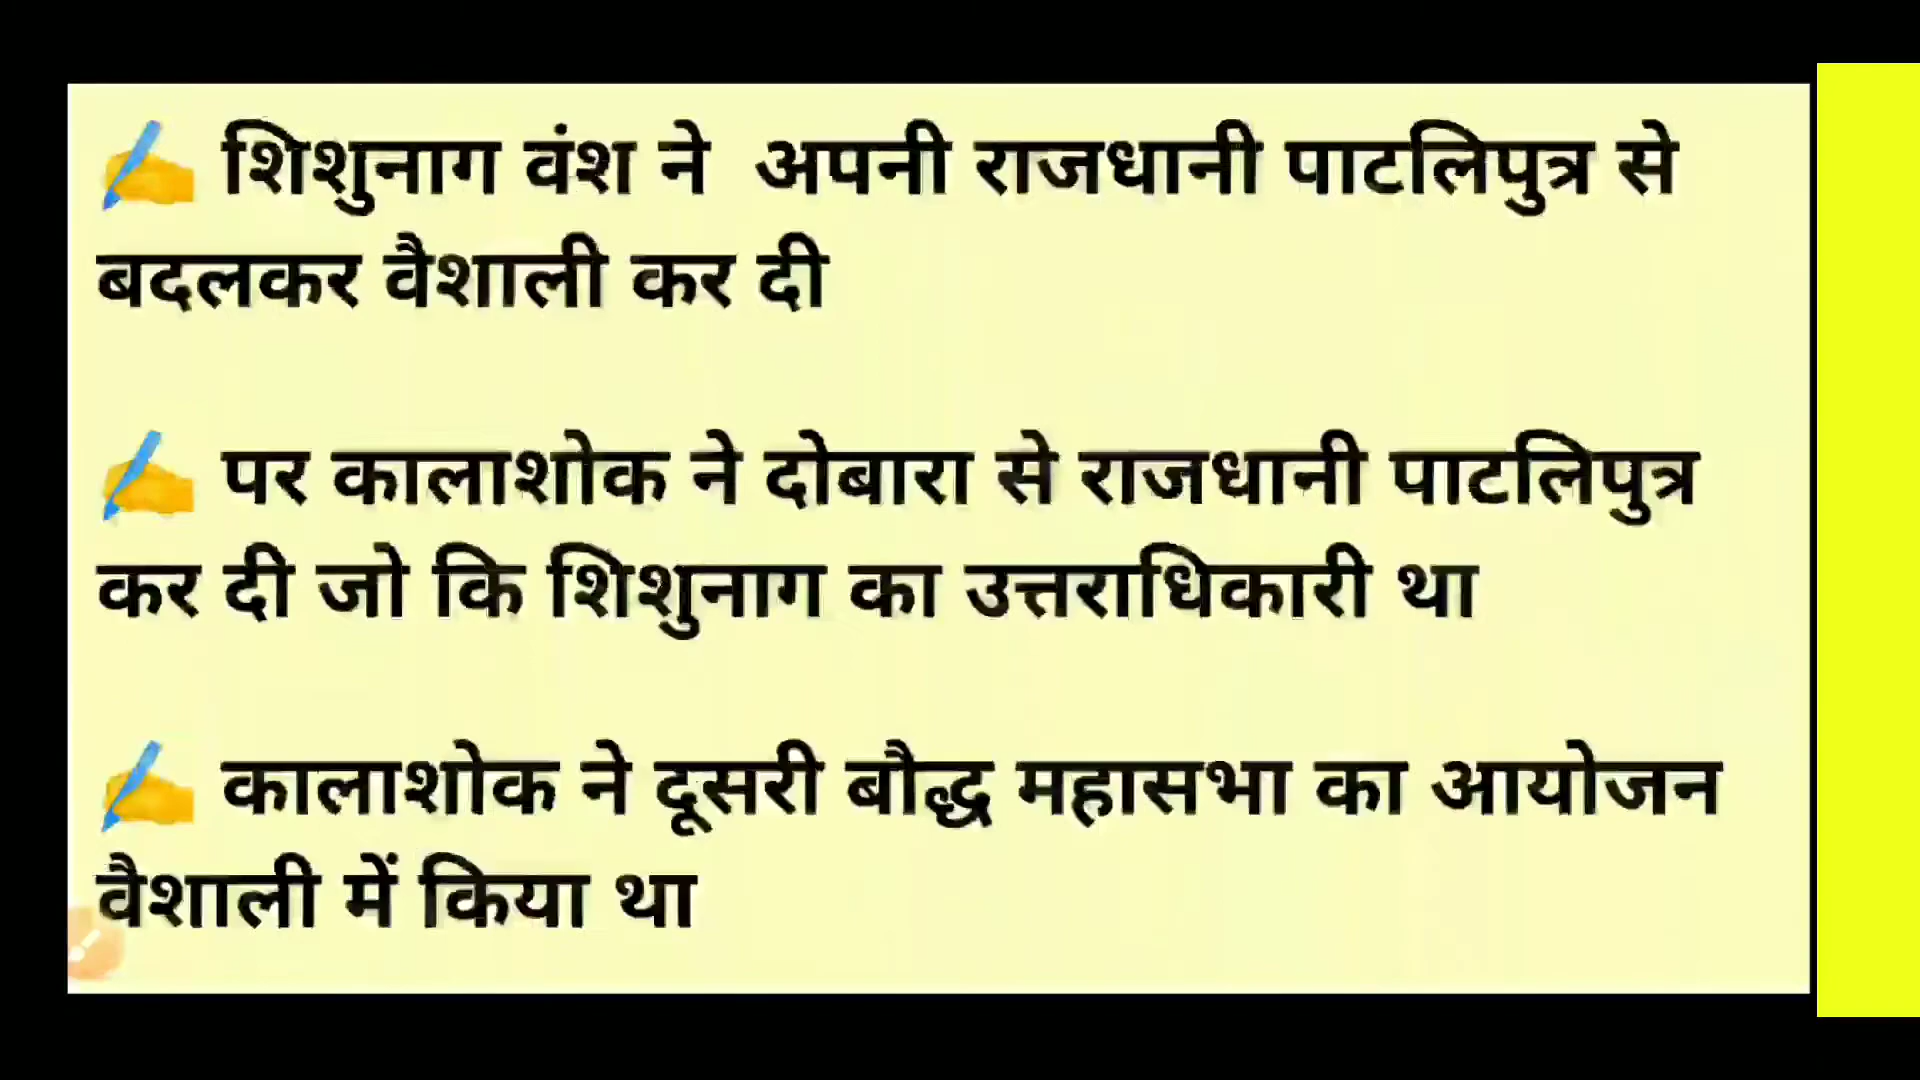 ✍️ शिशुनाग वंश ने अपनी राजधानी पाटलिपुत्र से
बदलकर वैशाली कर दी
✍️ पर कालाशोक ने दोबारा से राजधानी पाटलिपुत्र
कर दी जो कि शिशुनाग का उत्तराधिकारी था
✍️ कालाशोक ने दूसरी बौद्ध महासभा का आयोजन
वैशाली में किया था